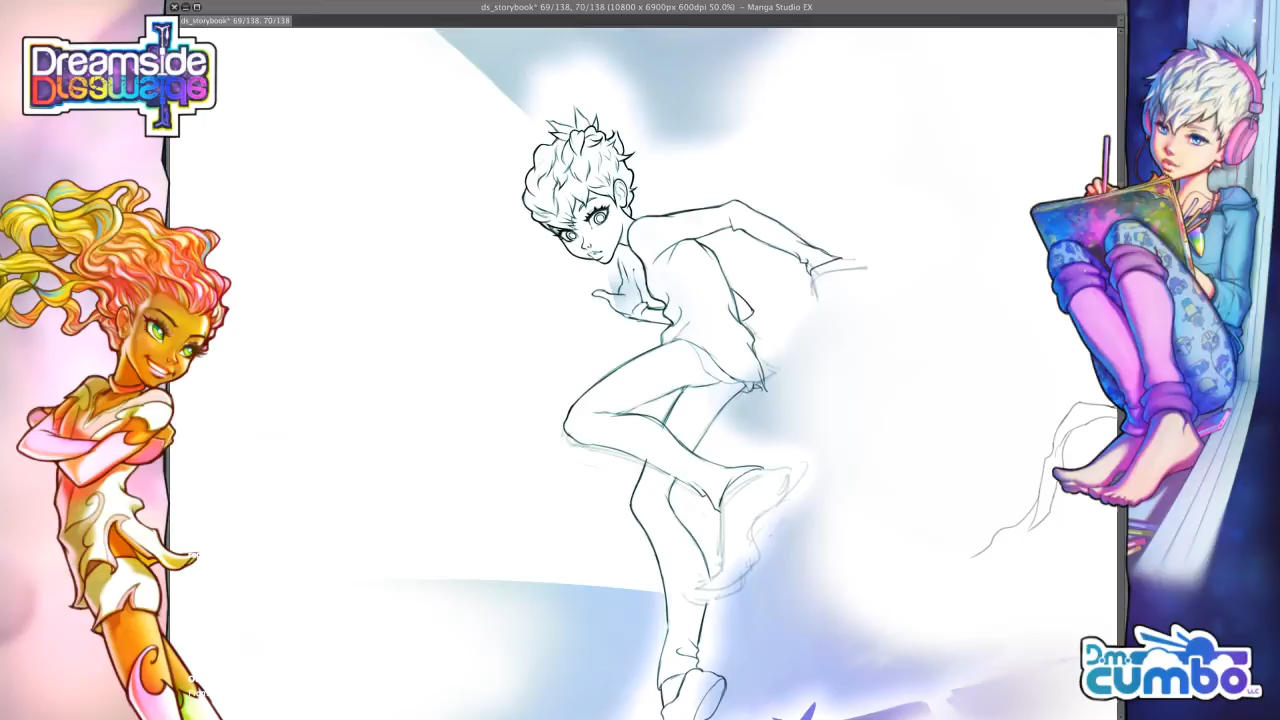 ds_storybook* 69/138, 70/138 (10800 x 6900px 600dpi 50.0%) - Manga Studio EX
ds_storybook* 69/138, 70/138
Dreamside
Dreamside
D.m.
cumbo
LLC